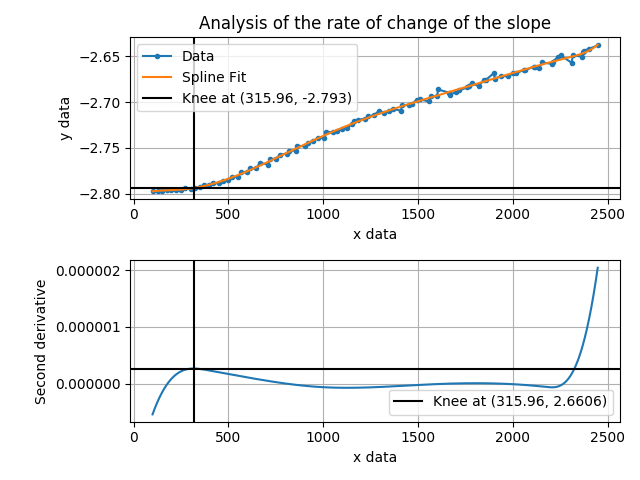 Analysis of the rate of change of the slope
−2.65
−2.70
−2.75
−2.80
y data
Data
Spline Fit
Knee at (315.96, -2.793)
0
500
1000
1500
2000
2500
x data
0.000002
0.000001
0.000000
Second derivative
Knee at (315.96, 2.6606)
0
500
1000
1500
2000
2500
x data